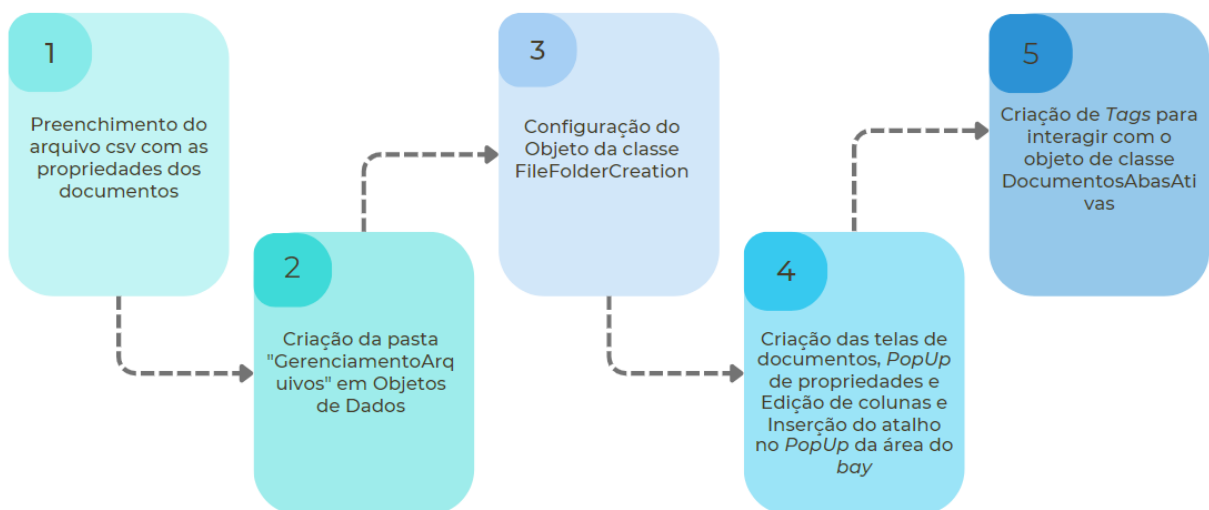 1
Preenchimento do
arquivo csv com as
propriedades dos
documentos
2
Criação da pasta
"GerenciamentoArq
uivos" em Objetos
de Dados
3
Configuração do
Objeto da classe
FileFolderCreation
4
Criação das telas de
documentos, PopUp
de propriedades e
Edição de colunas e
Inserção do atalho
no PopUp da área do
bay
5
Criação de Tags para
interagir com o
objeto de classe
DocumentosAbasAti
vas